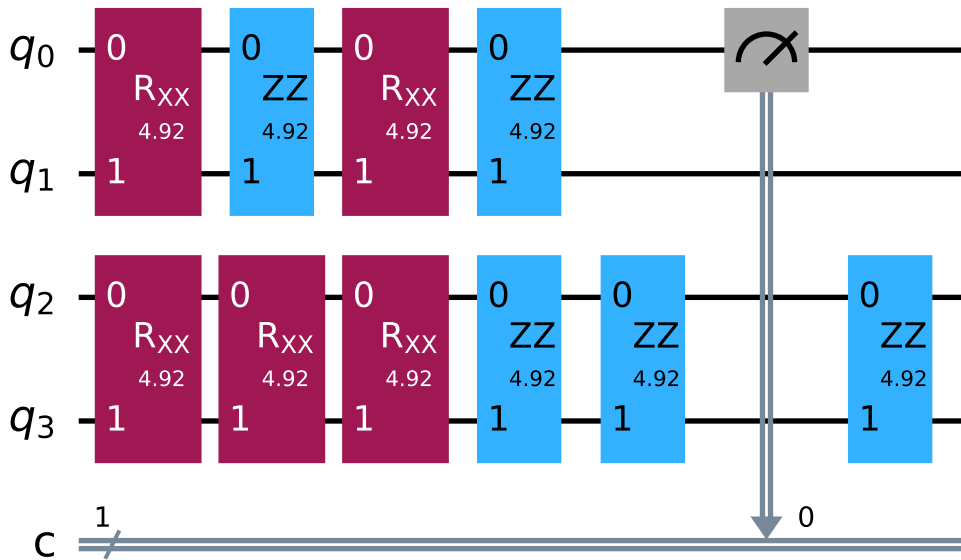 q0 0 0 0 0
RXX ZZ RXX ZZ
4.92 4.92 4.92 4.92
q1 1 1 1 1
q2 0 0 0 0 0 0
RXX RXX RXX ZZ ZZ ZZ
4.92 4.92 4.92 4.92 4.92 4.92
q3 1 1 1 1 1 1
1 0
c